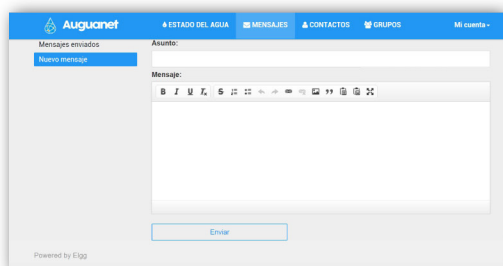 Auguanet ESTADO DEL AGUA MENSAJES CONTACTOS GRUPOS Mi cuenta
Mensajes enviados
Nuevo mensaje
Asunto:
Mensaje:
B I U Tx S
Enviar
Powered by Elgg